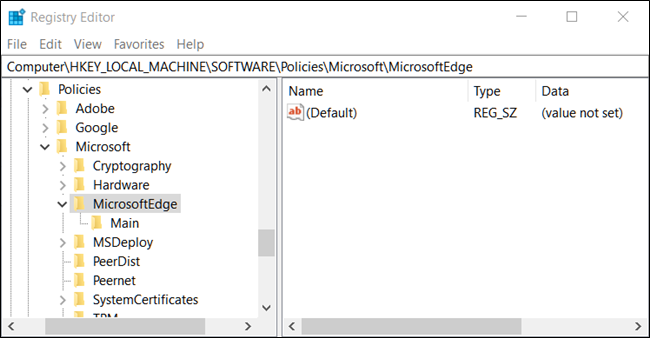 Registry Editor
File Edit View Favorites Help
Computer\HKEY_LOCAL_MACHINE\SOFTWARE\Policies\Microsoft\MicrosoftEdge
Policies
Adobe
Google
Microsoft
Cryptography
Hardware
MicrosoftEdge
Main
MSDeploy
PeerDist
Peernet
SystemCertificates
Name Type Data
ab (Default) REG_SZ (value not set)